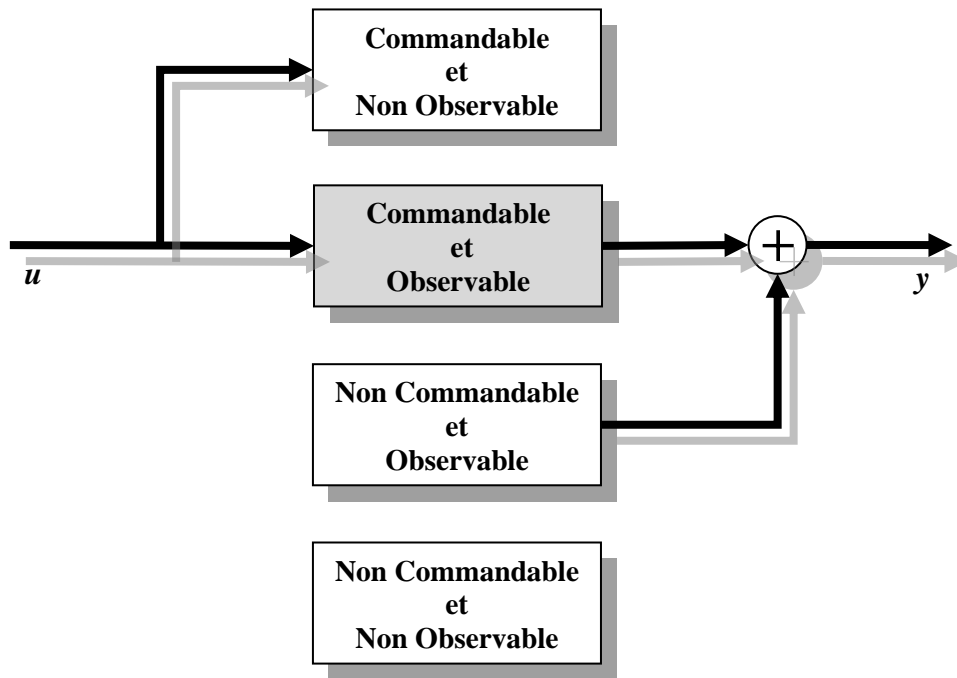 Commandable
et
Non Observable
Commandable
et
Observable
+
u
y
Non Commandable
et
Observable
Non Commandable
et
Non Observable